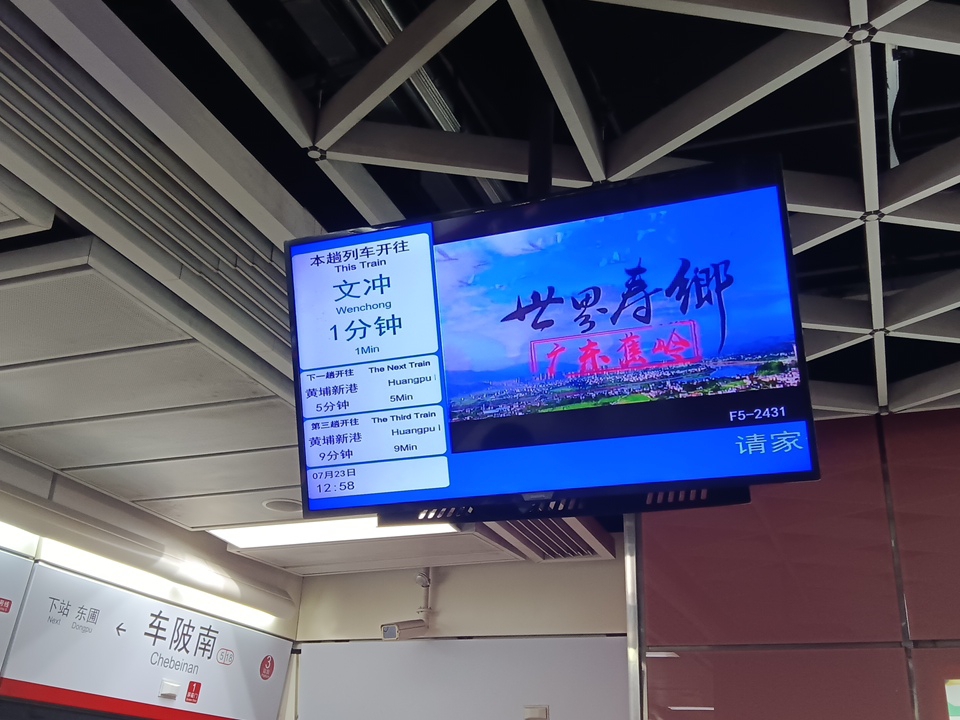 本趟列车开往
This Train
文冲
Wenchong
1分钟
1Min
下一趟开往 The Next Train
黄埔新港 Huangpu
5分钟 5Min
第三趟开往 The Third Train
黄埔新港 Huangpu
9分钟 9Min
07月23日
12:58
世界寿鄉
广东蕉岭
F5-2431
请家
下站 东圃
Next Dongpu
←
车陂南
Chebeinan
3
1